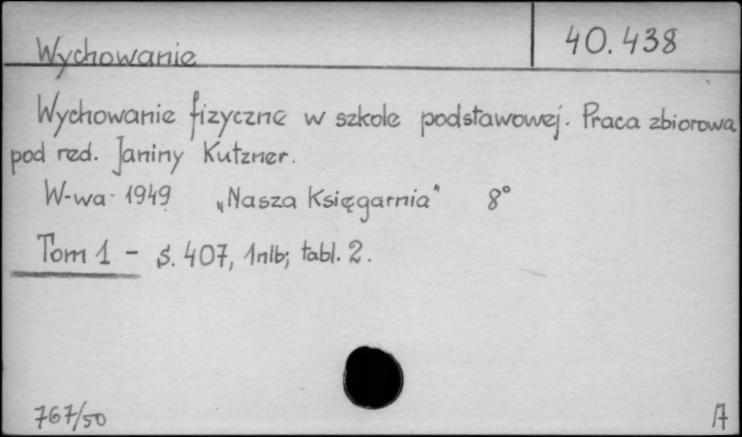 Wychowanie 40.438
Wychowanie fizyczne w szkole podstawowej. Praca zbiorowa
pod red. Janiny Kutzner.
W-wa 1949 „Nasza Księgarnia" 8°
Tom 1 - S. 407, 1nlb; tabl. 2.
767/50